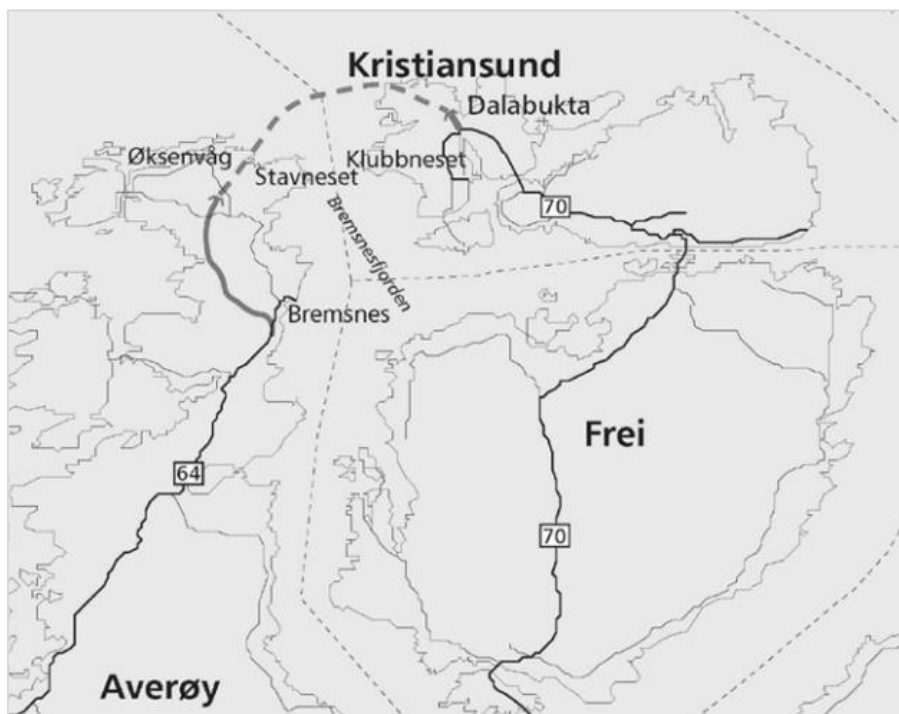 Kristiansund
Dalabukta
Øksenvåg
Klubbneset
Stavneset
70
Bremsnesfjorden
Bremsnes
Frei
64
70
Averøy